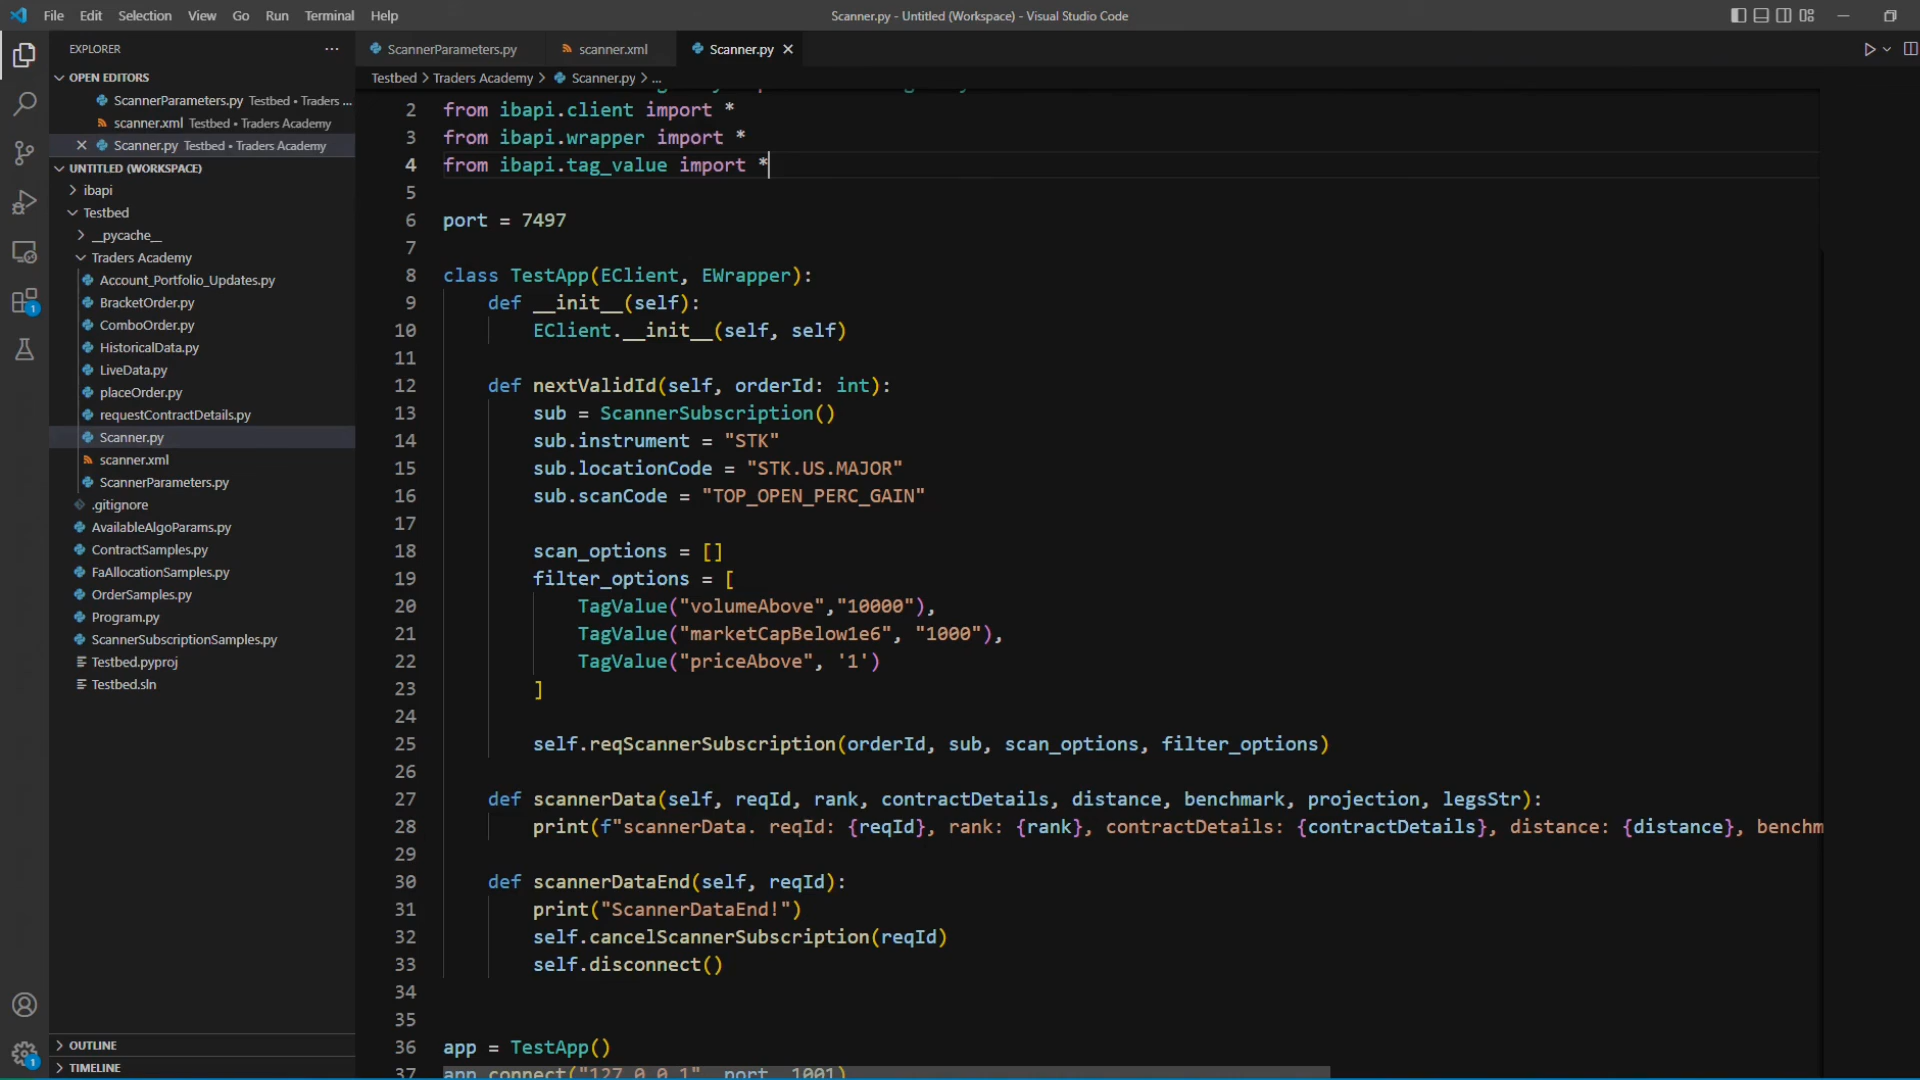 File Edit Selection View Go Run Terminal Help
Scanner.py - Untitled (Workspace) - Visual Studio Code
EXPLORER ...
OPEN EDITORS
ScannerParameters.py Testbed • Traders ...
scanner.xml Testbed • Traders Academy
Scanner.py Testbed • Traders Academy
UNTITLED (WORKSPACE)
ibapi
Testbed
__pycache__
Traders Academy
Account_Portfolio_Updates.py
BracketOrder.py
ComboOrder.py
HistoricalData.py
LiveData.py
placeOrder.py
requestContractDetails.py
Scanner.py
scanner.xml
ScannerParameters.py
.gitignore
AvailableAlgoParams.py
ContractSamples.py
FaAllocationSamples.py
OrderSamples.py
Program.py
ScannerSubscriptionSamples.py
Testbed.pyproj
Testbed.sln
OUTLINE
TIMELINE
1
1
ScannerParameters.py scanner.xml Scanner.py
Testbed > Traders Academy > Scanner.py > ...
2 from ibapi.client import *
3 from ibapi.wrapper import *
4 from ibapi.tag_value import *
5
6 port = 7497
7
8 class TestApp(EClient, EWrapper):
9 def __init__(self):
10 EClient.__init__(self, self)
11
12 def nextValidId(self, orderId: int):
13 sub = ScannerSubscription()
14 sub.instrument = "STK"
15 sub.locationCode = "STK.US.MAJOR"
16 sub.scanCode = "TOP_OPEN_PERC_GAIN"
17
18 scan_options = []
19 filter_options = [
20 TagValue("volumeAbove","10000"),
21 TagValue("marketCapBelow1e6", "1000"),
22 TagValue("priceAbove", '1')
23 ]
24
25 self.reqScannerSubscription(orderId, sub, scan_options, filter_options)
26
27 def scannerData(self, reqId, rank, contractDetails, distance, benchmark, projection, legsStr):
28 print(f"scannerData. reqId: {reqId}, rank: {rank}, contractDetails: {contractDetails}, distance: {distance}, benchm
29
30 def scannerDataEnd(self, reqId):
31 print("ScannerDataEnd!")
32 self.cancelScannerSubscription(reqId)
33 self.disconnect()
34
35
36 app = TestApp()
37 app.connect("127.0.0.1", port, 1001)